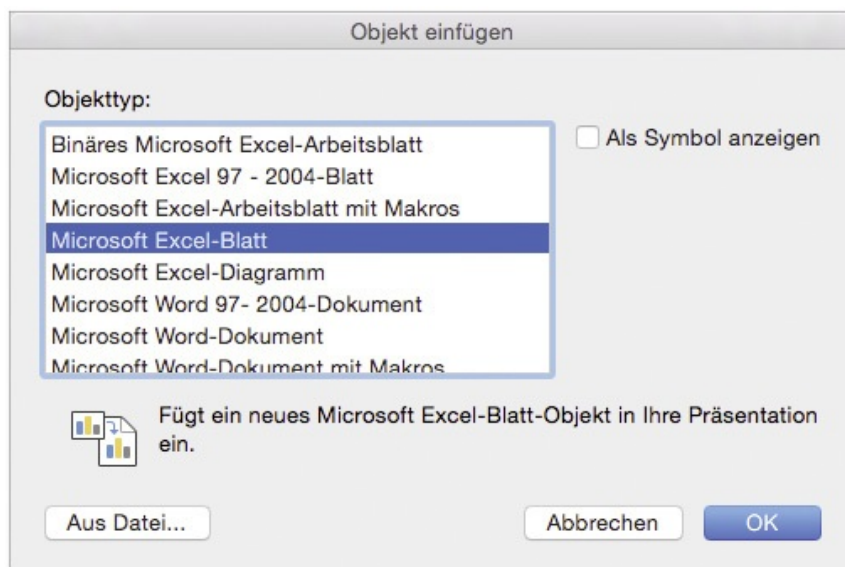 Objekt einfügen
Objekttyp:
Binäres Microsoft Excel-Arbeitsblatt
Als Symbol anzeigen
Microsoft Excel 97 - 2004-Blatt
Microsoft Excel-Arbeitsblatt mit Makros
Microsoft Excel-Blatt
Microsoft Excel-Diagramm
Microsoft Word 97- 2004-Dokument
Microsoft Word-Dokument
Microsoft Word-Dokument mit Makros
Fügt ein neues Microsoft Excel-Blatt-Objekt in Ihre Präsentation
ein.
Aus Datei...
Abbrechen
OK